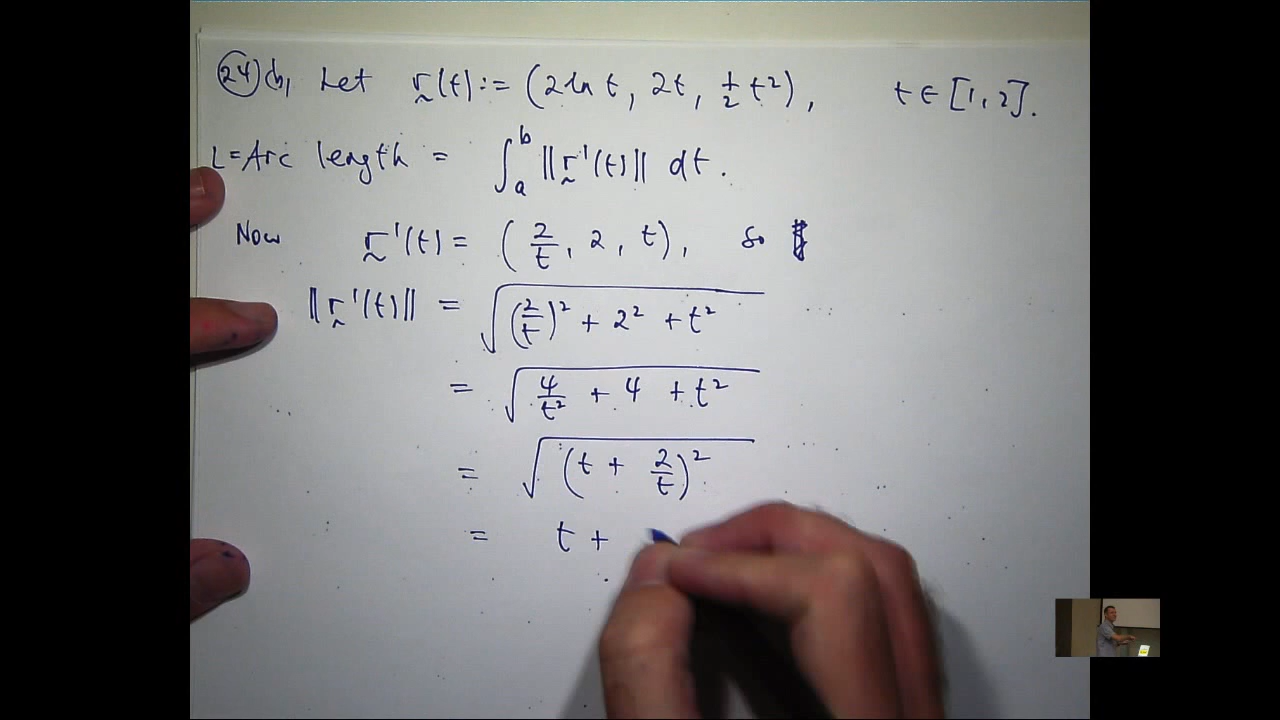 24) b, Let r̰(t) := (2 ln t, 2t, ½ t²), t ∈ [1, 2].
L = Arc length = ∫ₐᵇ ‖r̰'(t)‖ dt.
Now r̰'(t) = (2/t, 2, t), so
‖r̰'(t)‖ = √((2/t)² + 2² + t²)
= √(4/t² + 4 + t²)
= √((t + 2/t)²)
= t +